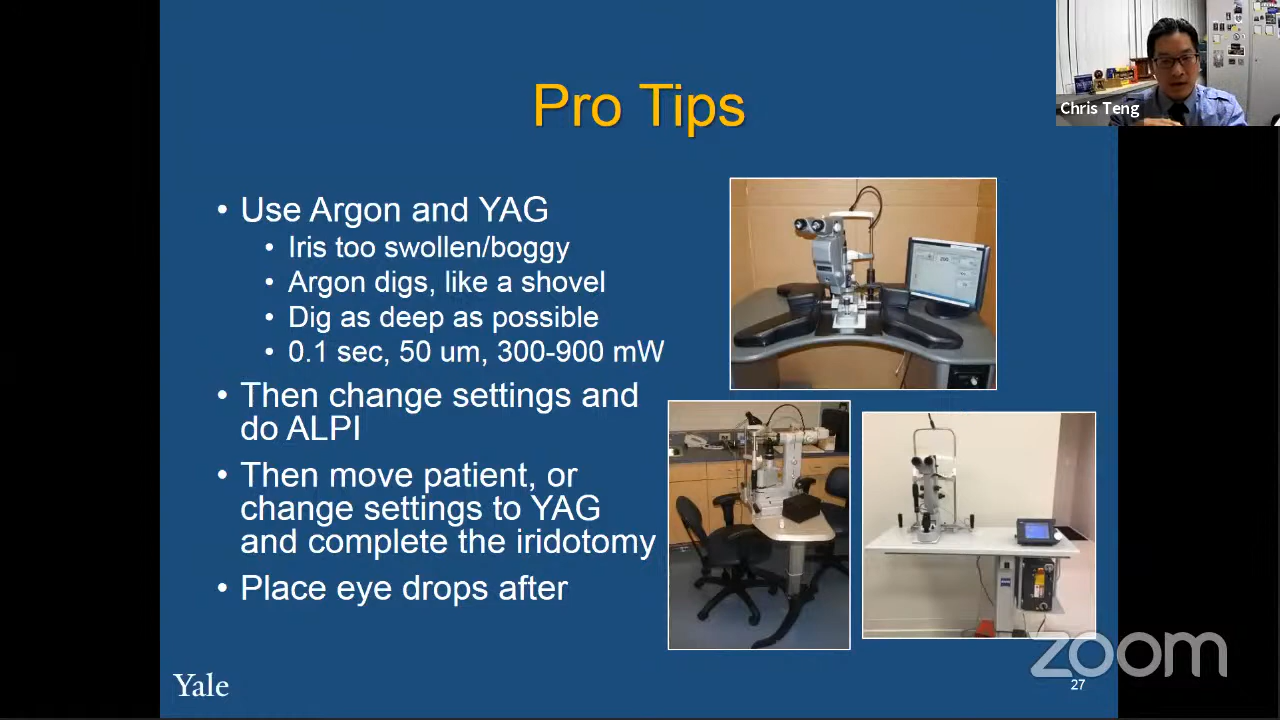 Pro Tips
Chris Teng
• Use Argon and YAG
• Iris too swollen/boggy
• Argon digs, like a shovel
• Dig as deep as possible
• 0.1 sec, 50 um, 300-900 mW
• Then change settings and
do ALPI
• Then move patient, or
change settings to YAG
and complete the iridotomy
• Place eye drops after
Yale
zoom
27